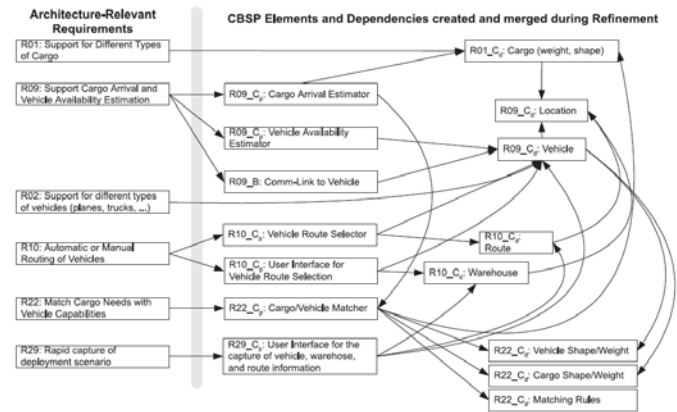 Architecture-Relevant
Requirements
CBSP Elements and Dependencies created and merged during Refinement
R01: Support for Different Types
of Cargo
R01_Cd: Cargo (weight, shape)
R09: Support Cargo Arrival and
Vehicle Availability Estimation
R09_Cp: Cargo Arrival Estimator
R09_Cd: Location
R09_Cp: Vehicle Availability
Estimator
R09_Cd: Vehicle
R09_B: Comm-Link to Vehicle
R02: Support for different types
of vehicles (planes, trucks, ...)
R10: Automatic or Manual
Routing of Vehicles
R10_Cp: Vehicle Route Selector
R10_Cd:
Route
R10_Cp: User Interface for
Vehicle Route Selection
R10_Cd: Warehouse
R22: Match Cargo Needs with
Vehicle Capabilities
R22_Cp: Cargo/Vehicle Matcher
R29: Rapid capture of
deployment scenario
R29_Cp: User Interface for the
capture of vehicle, warehose,
and route information
R22_Cd: Vehicle Shape/Weight
R22_Cd: Cargo Shape/Weight
R22_Cd: Matching Rules